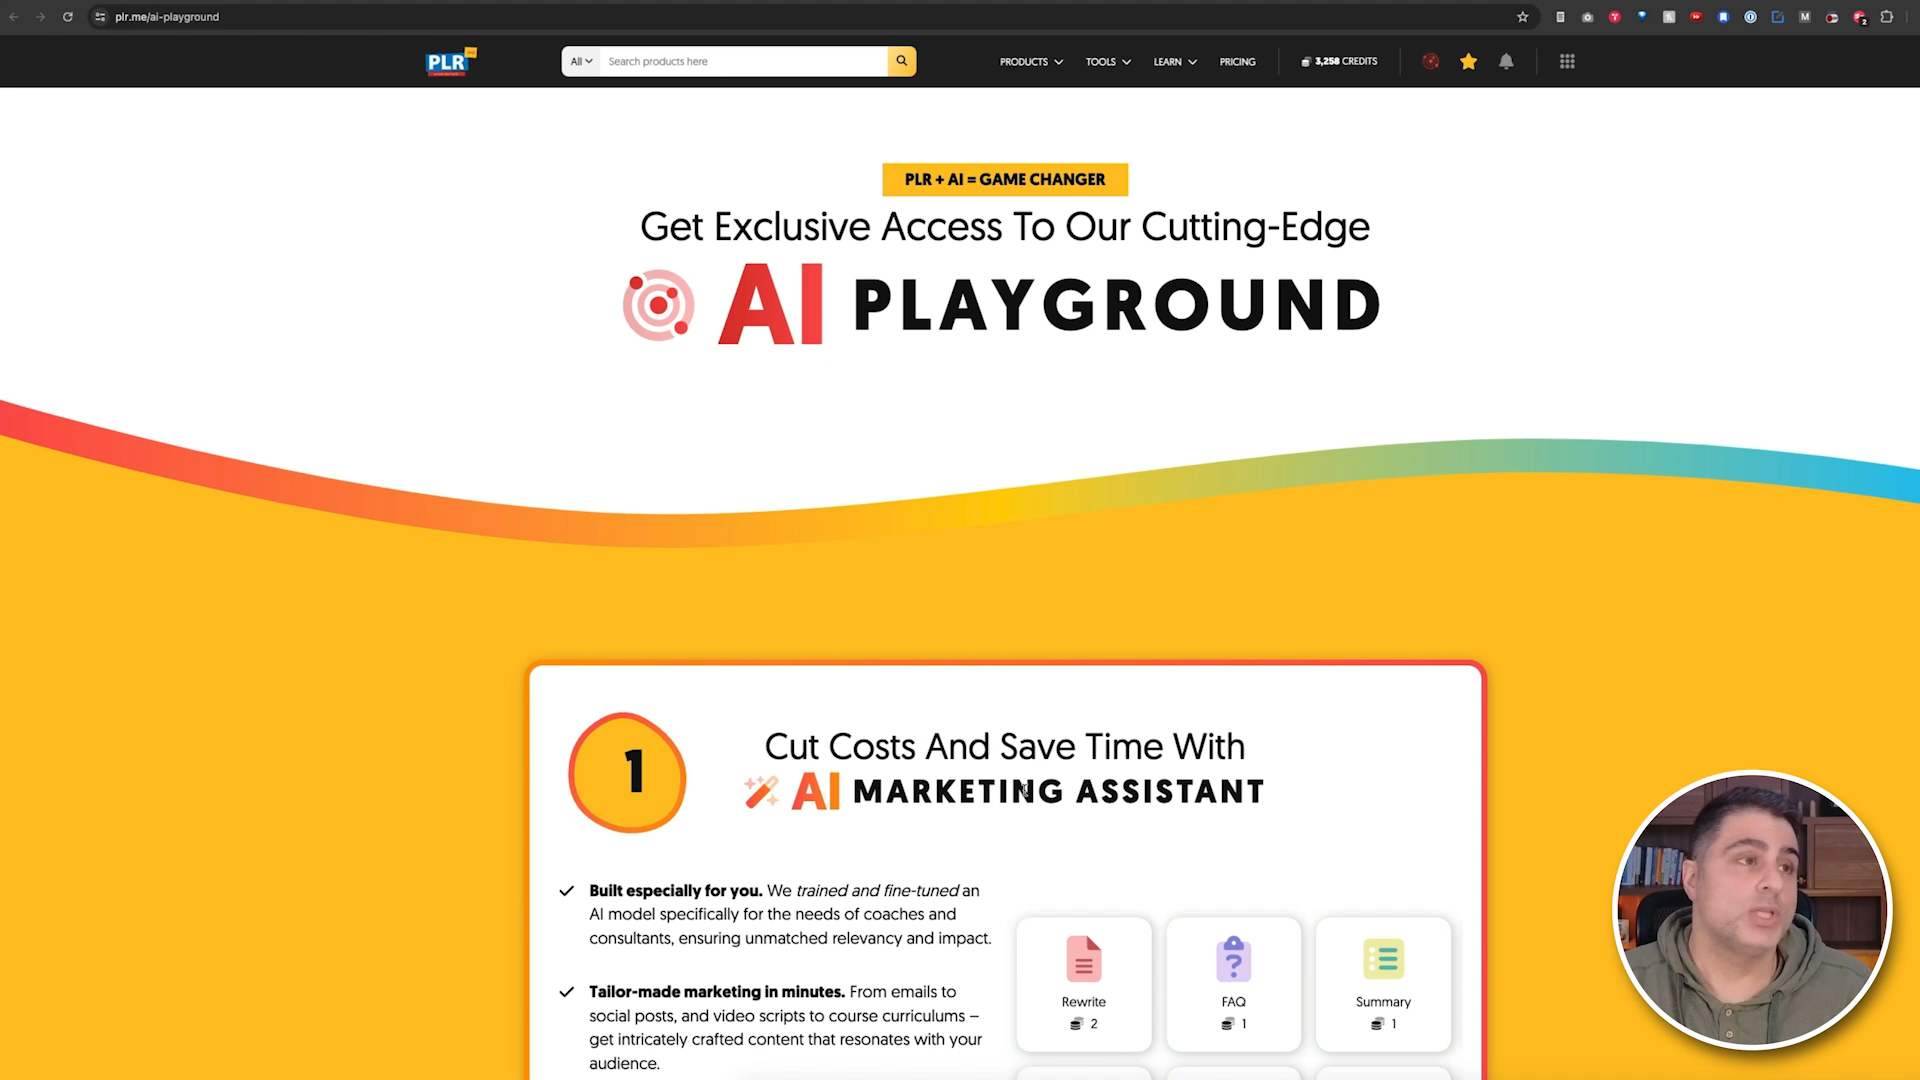 plr.me/ai-playground
PLR
All
Search products here
PRODUCTS
TOOLS
LEARN
PRICING
3,258 CREDITS
PLR + AI = GAME CHANGER
Get Exclusive Access To Our Cutting-Edge
AI PLAYGROUND
1
Cut Costs And Save Time With
AI MARKETING ASSISTANT
Built especially for you. We trained and fine-tuned an
AI model specifically for the needs of coaches and
consultants, ensuring unmatched relevancy and impact.
Tailor-made marketing in minutes. From emails to
social posts, and video scripts to course curriculums –
get intricately crafted content that resonates with your
audience.
Rewrite
2
FAQ
1
Summary
1